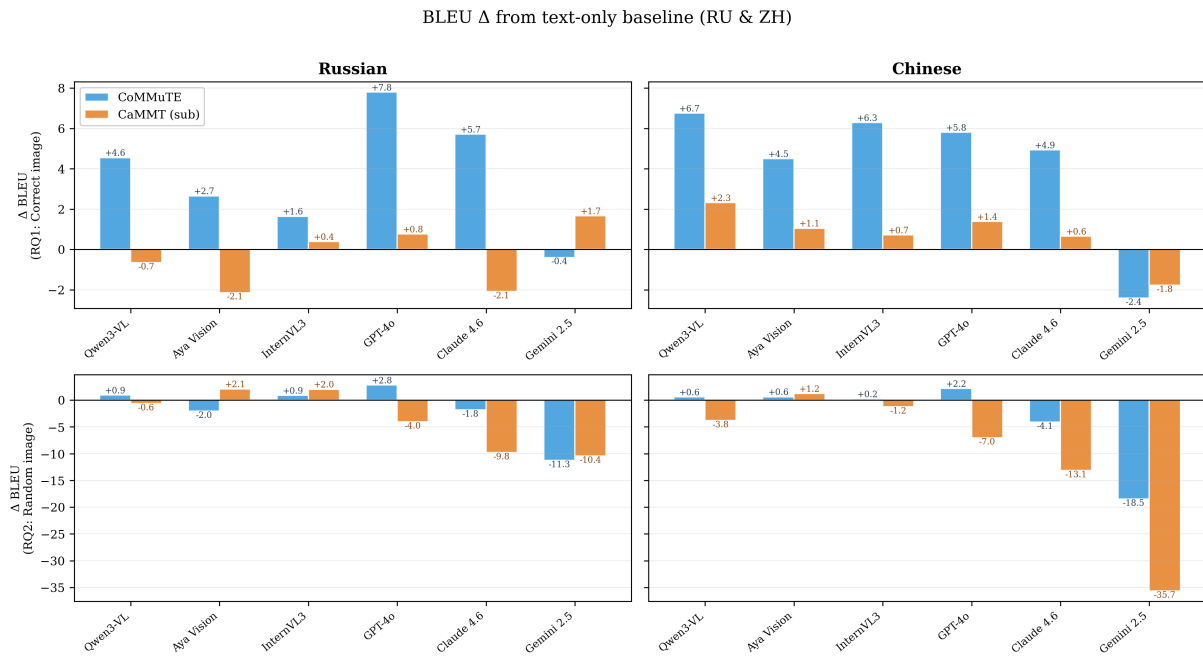 BLEU Δ from text-only baseline (RU & ZH)
Russian
Chinese
Δ BLEU
(RQ1: Correct image)
8
6
4
2
0
−2
CoMMuTE
CaMMT (sub)
+4.6
-0.7
+2.7
-2.1
+1.6
+0.4
+7.8
+0.8
+5.7
-2.1
-0.4
+1.7
Qwen3-VL
Aya Vision
InternVL3
GPT-4o
Claude 4.6
Gemini 2.5
+6.7
+2.3
+4.5
+1.1
+6.3
+0.7
+5.8
+1.4
+4.9
+0.6
-2.4
-1.8
Qwen3-VL
Aya Vision
InternVL3
GPT-4o
Claude 4.6
Gemini 2.5
Δ BLEU
(RQ2: Random image)
0
−5
−10
−15
−20
−25
−30
−35
+0.9
-0.6
-2.0
+2.1
+0.9
+2.0
+2.8
-4.0
-1.8
-9.8
-11.3
-10.4
Qwen3-VL
Aya Vision
InternVL3
GPT-4o
Claude 4.6
Gemini 2.5
+0.6
-3.8
+0.6
+1.2
+0.2
-1.2
+2.2
-7.0
-4.1
-13.1
-18.5
-35.7
Qwen3-VL
Aya Vision
InternVL3
GPT-4o
Claude 4.6
Gemini 2.5